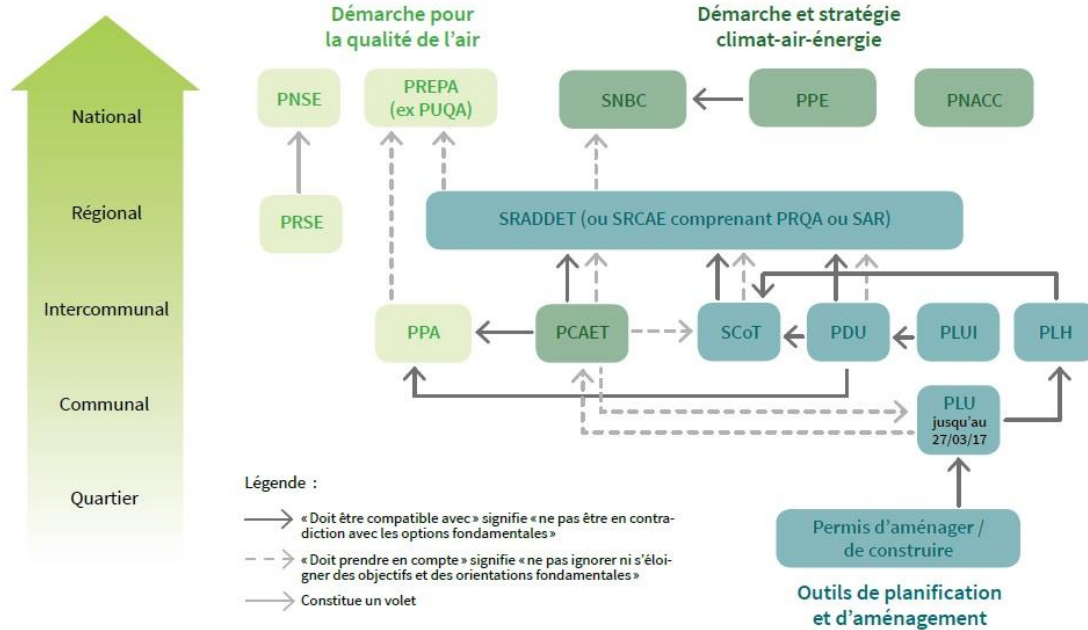 Démarche pour
la qualité de l'air
Démarche et stratégie
climat-air-énergie
National
PNSE
PREPA
(ex PUQA)
SNBC
PPE
PNACC
Régional
PRSE
SRADDET (ou SRCAE comprenant PRQA ou SAR)
Intercommunal
PPA
PCAET
SCoT
PDU
PLUI
PLH
Communal
PLU
jusqu'au
27/03/17
Quartier
Permis d'aménager /
de construire
Outils de planification
et d'aménagement
Légende :
« Doit être compatible avec » signifie « ne pas être en contra-
diction avec les options fondamentales »
« Doit prendre en compte » signifie « ne pas ignorer ni s'éloi-
gner des objectifs et des orientations fondamentales »
Constitue un volet